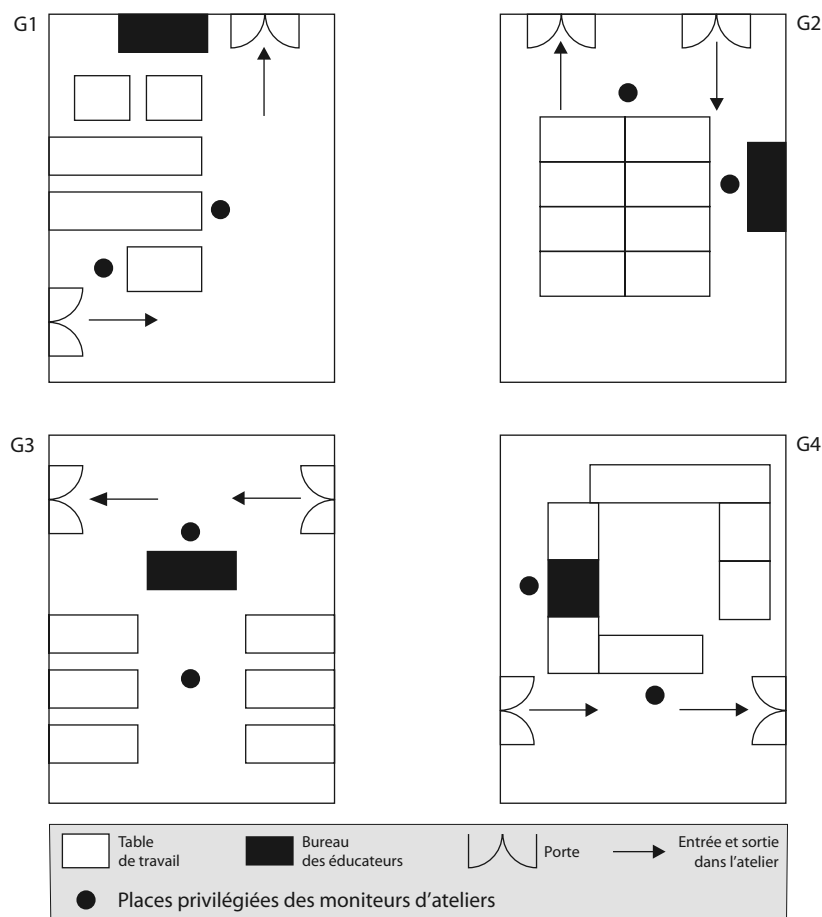 G1
G2
G3
G4
Table
de travail
Bureau
des éducateurs
Porte
Entrée et sortie
dans l'atelier
Places privilégiées des moniteurs d'ateliers